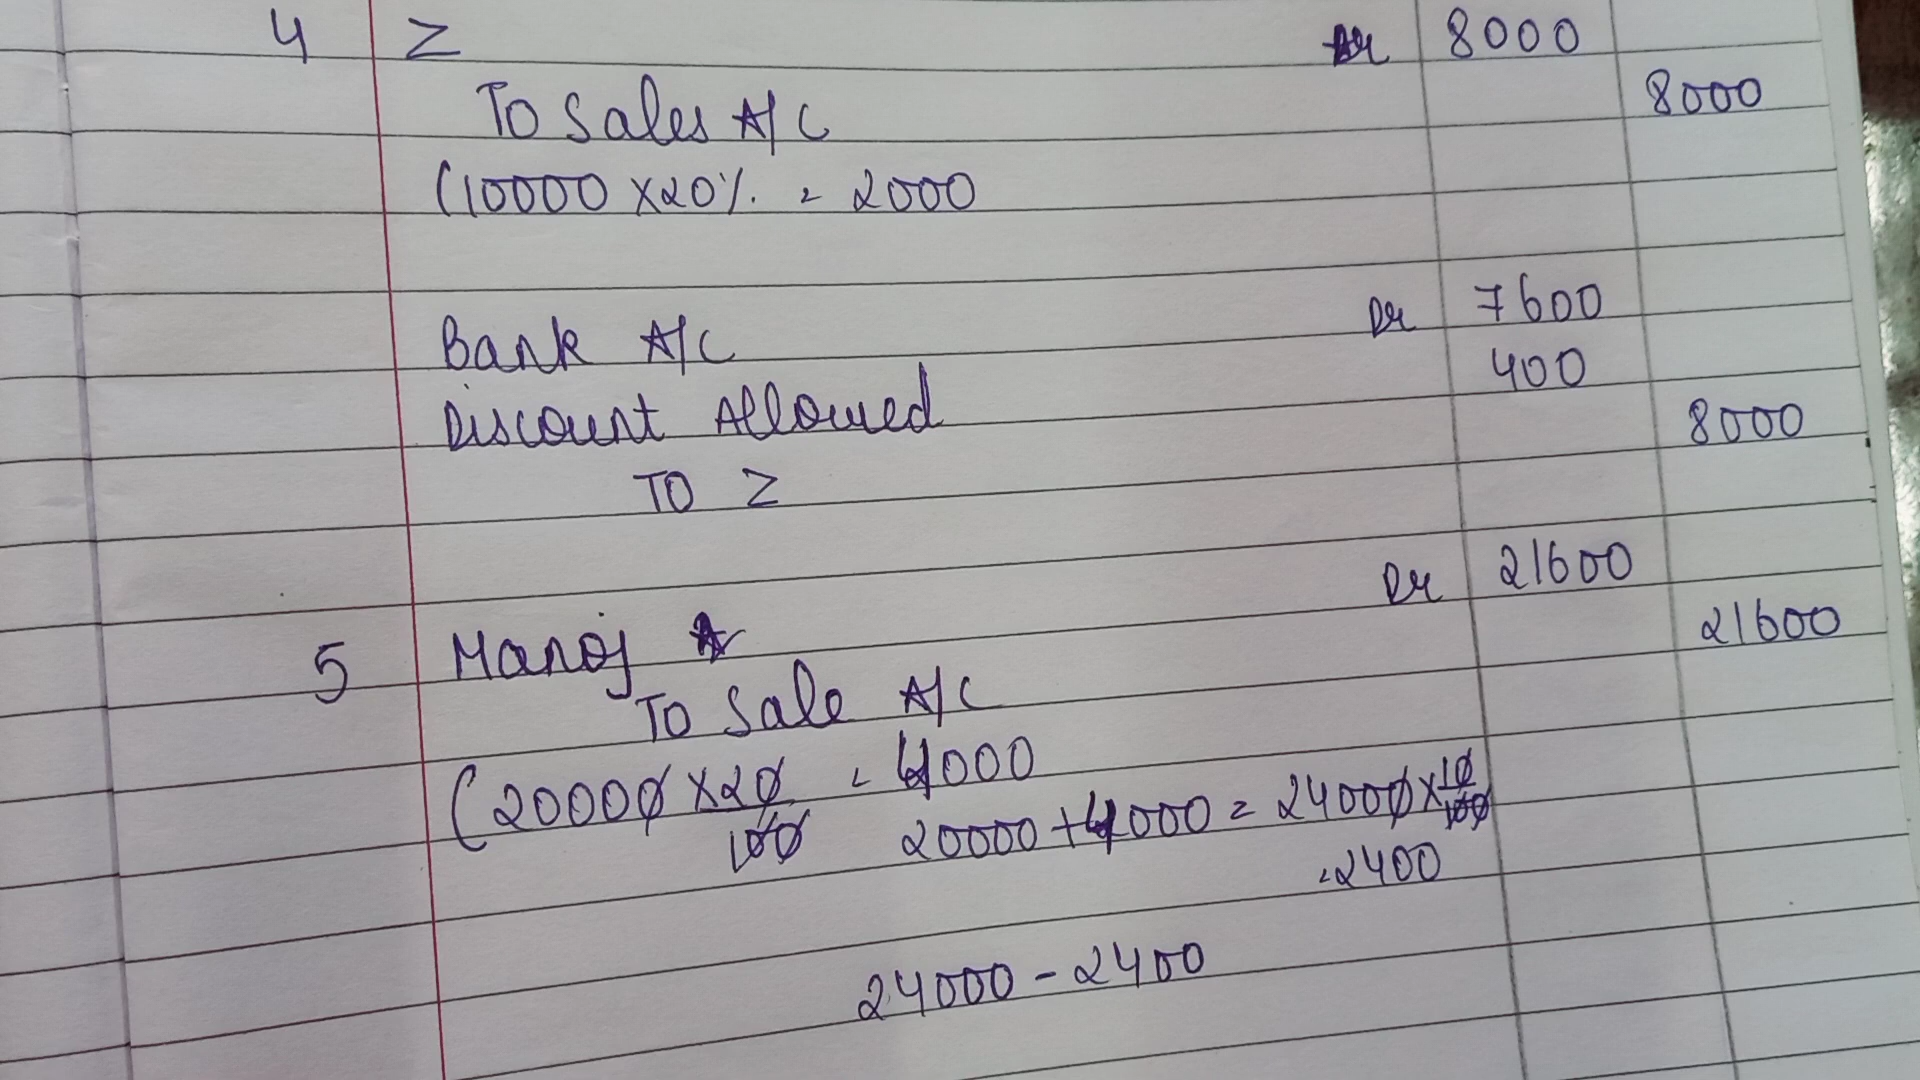 4 Z Dr 8000
To Sales A/C 8000
(10000 x 20% = 2000
Bank A/C Dr 7600
Discount Allowed 400
TO Z 8000
5 Manoj Dr 21600
To Sale A/C 21600
(20000 x 20/100 = 4000
20000 + 4000 = 24000 x 10/100
= 2400
24000 - 2400